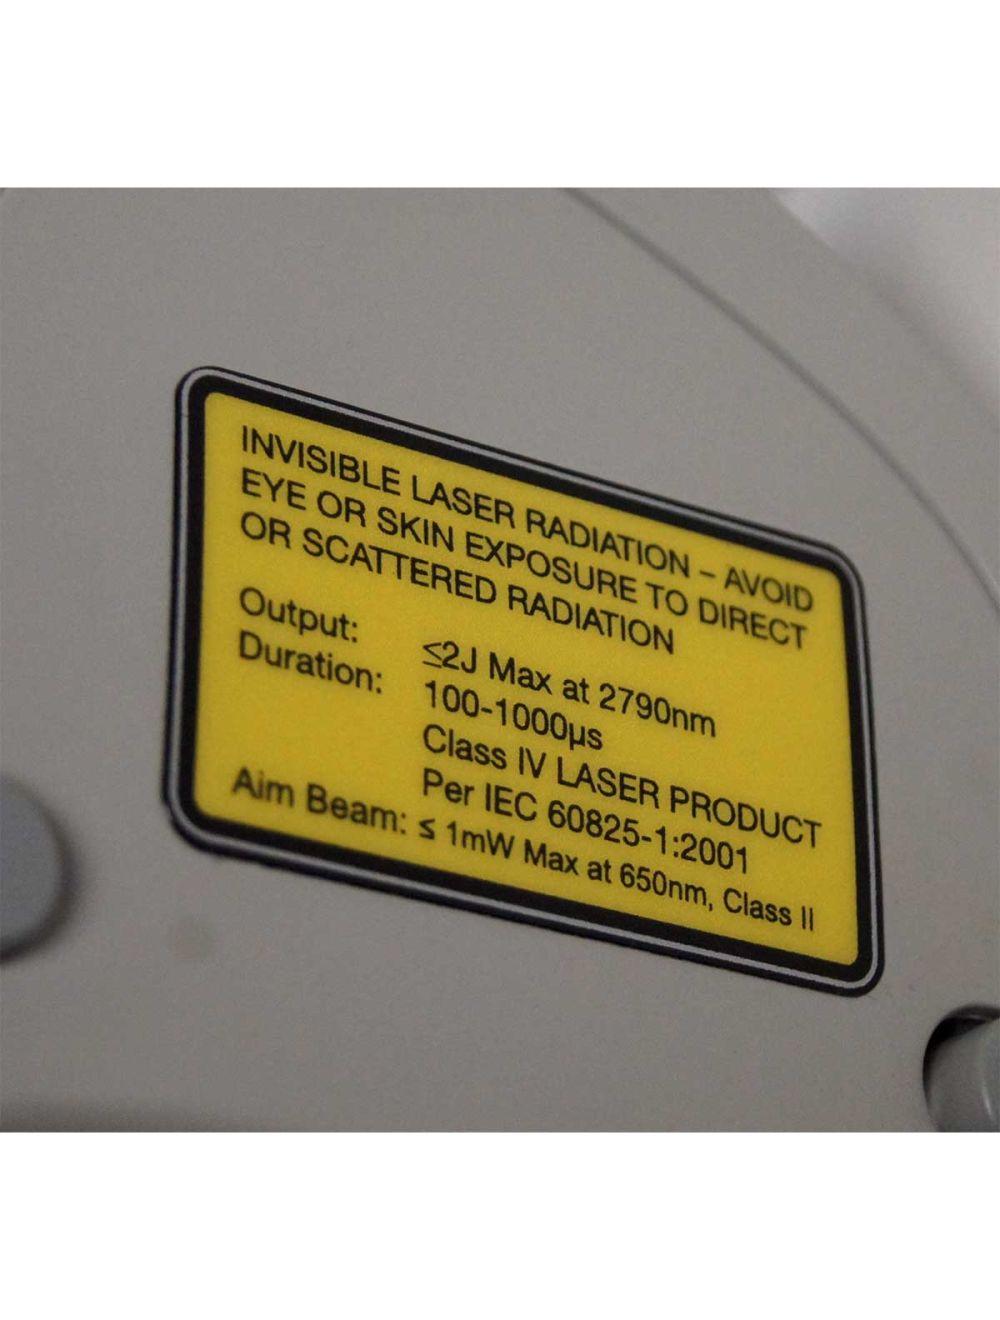 INVISIBLE LASER RADIATION – AVOID
EYE OR SKIN EXPOSURE TO DIRECT
OR SCATTERED RADIATION
Output: ≤2J Max at 2790nm
Duration: 100-1000µs
Class IV LASER PRODUCT
Per IEC 60825-1:2001
Aim Beam: ≤ 1mW Max at 650nm, Class II